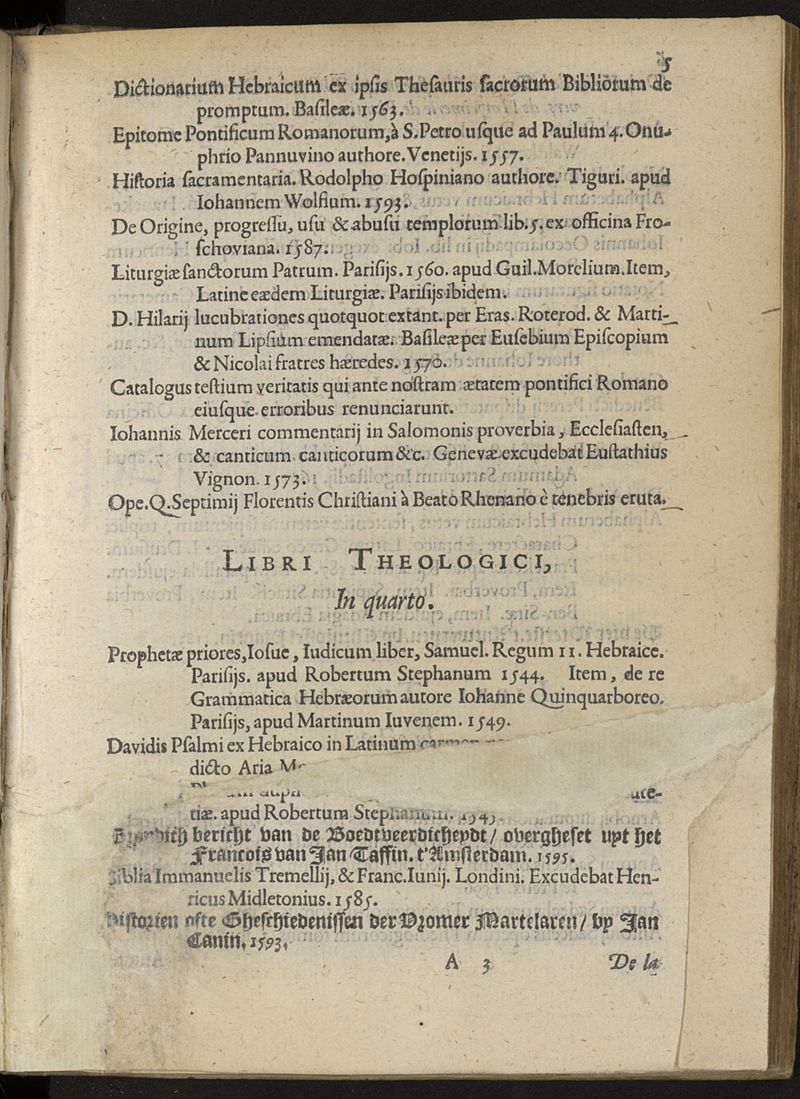 5
Dictionarium Hebraicum ex ipsis Thesauris sacrorum Bibliorum de
promptum. Basileæ. 1563.
Epitome Pontificum Romanorum, à S. Petro usque ad Paulum 4. Onu-
phrio Pannuvino authore. Venetijs. 1557.
Historia sacramentaria. Rodolpho Hospiniano authore. Tiguri. apud
Iohannem Wolfium. 1593.
De Origine, progressu, usu & abusu templorum lib. 5. ex officina Fro-
schoviana. 1587.
Liturgiæ sanctorum Patrum. Parisijs. 1560. apud Guil. Morelium. Item,
Latine eædem Liturgiæ. Parisijs ibidem.
D. Hilarij lucubrationes quotquot extant. per Eras. Roterod. & Marti-
num Lipsium emendatæ. Basileæ per Eusebium Episcopium
& Nicolai fratres hæredes. 1570.
Catalogus testium veritatis qui ante nostram ætatem pontifici Romano
eiusque erroribus renunciarunt.
Iohannis Merceri commentarij in Salomonis proverbia, Ecclesiasten,
& canticum canticorum &c. Genevæ excudebat Eustathius
Vignon. 1573.
Ope. Q. Septimij Florentis Christiani à Beato Rhenano è tenebris eruta.
LIBRI THEOLOGICI,
In quarto.
Prophetæ priores, Iosue, Iudicum liber, Samuel. Regum 11. Hebraice.
Parisijs. apud Robertum Stephanum 1544. Item, de re
Grammatica Hebræorum autore Iohanne Quinquarboreo.
Parisijs, apud Martinum Iuvenem. 1549.
Davidis Psalmi ex Hebraico in Latinum
dicto Aria
tiæ. apud Robertum Stephanum.
bericht van de Boedtveerdicheydt / overgheset uyt het
Francois van Jan Taffin. t'Amsterdam. 1595.
Biblia Immanuelis Tremellij, & Franc. Iunij. Londini. Excudebat Hen-
ricus Midletonius. 1585.
Historien ofte Gheschiedenissen der Vromer Martelaren / by Jan
Canin. 1593.
A 3 De la